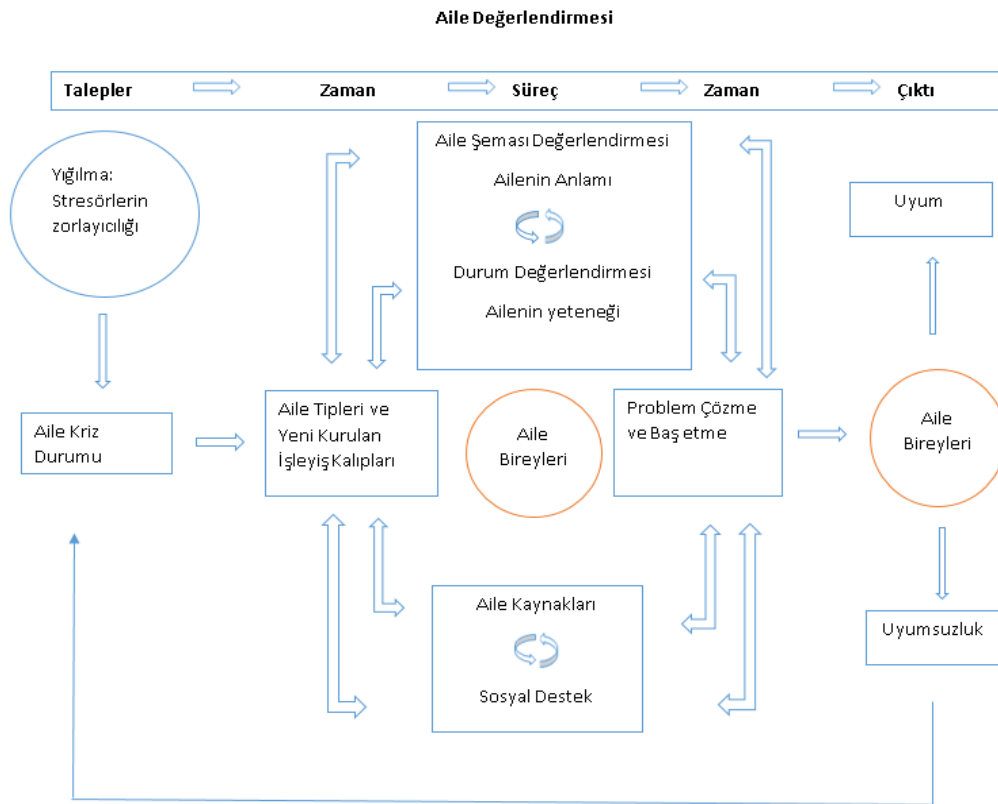 Aile Değerlendirmesi
Talepler Zaman Süreç Zaman Çıktı
Yığılma:
Stresörlerin
zorlayıcılığı
Aile Şeması Değerlendirmesi
Ailenin Anlamı
Durum Değerlendirmesi
Ailenin yeteneği
Uyum
Aile Kriz
Durumu
Aile Tipleri ve
Yeni Kurulan
İşleyiş Kalıpları
Aile
Bireyleri
Problem Çözme
ve Baş etme
Aile
Bireyleri
Aile Kaynakları
Sosyal Destek
Uyumsuzluk